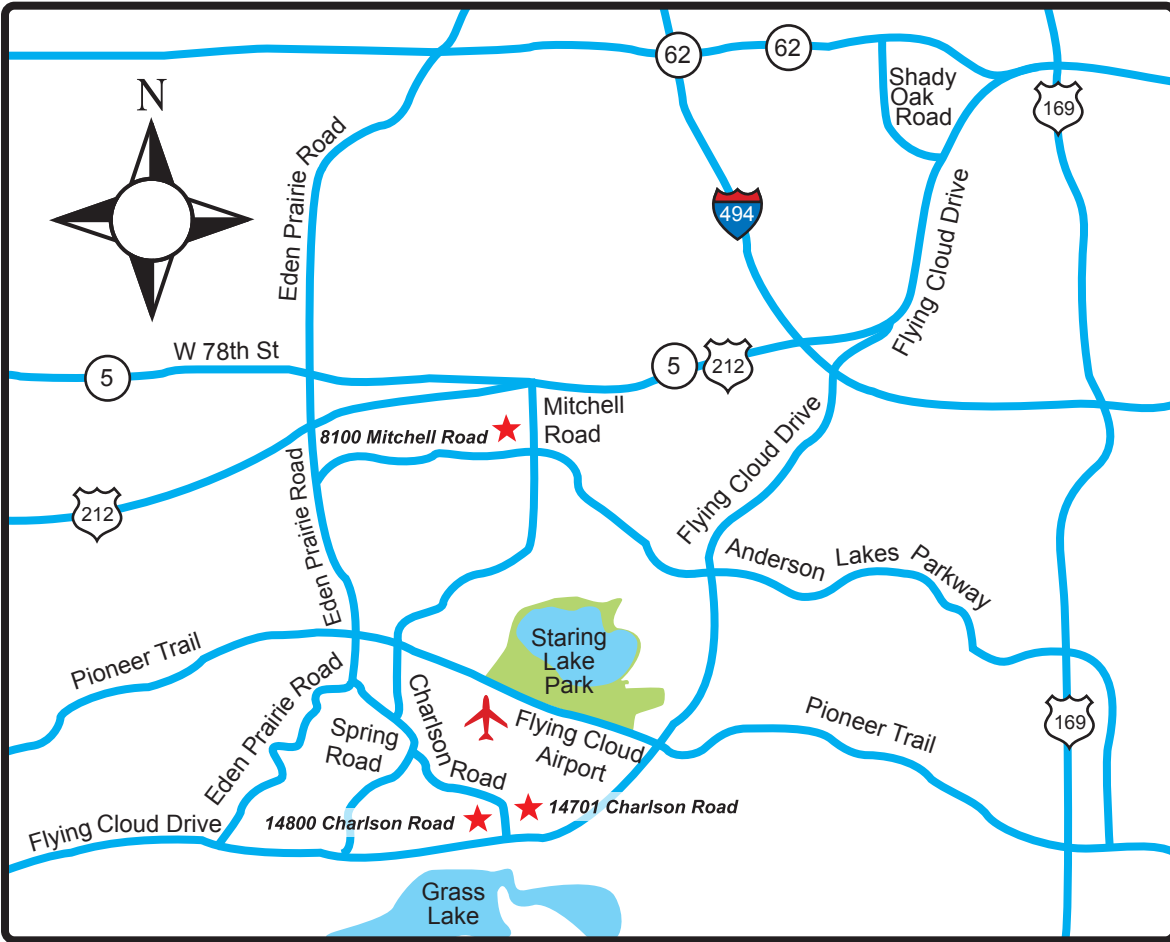 62
62
Shady
Oak
Road
169
N
Eden Prairie Road
494
Flying Cloud Drive
W 78th St
5
5
212
Mitchell
Road
8100 Mitchell Road
Flying Cloud Drive
212
Eden Prairie Road
Anderson Lakes Parkway
Staring
Lake
Park
Pioneer Trail
Eden Prairie Road
Spring
Road
Charlson Road
Flying Cloud
Airport
Pioneer Trail
169
14701 Charlson Road
14800 Charlson Road
Flying Cloud Drive
Grass
Lake